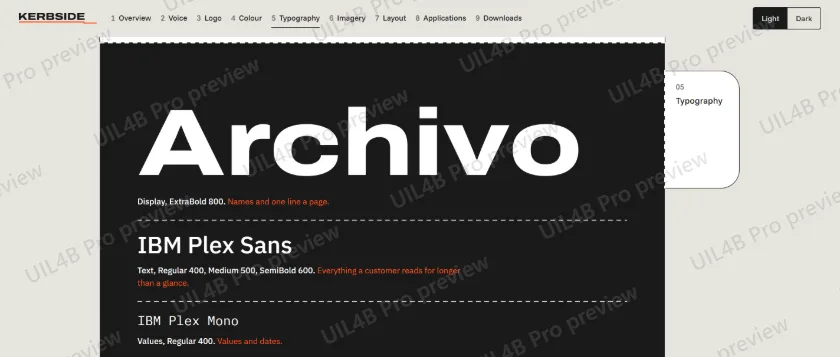 KERBSIDE
1 Overview 2 Voice 3 Logo 4 Colour 5 Typography 6 Imagery 7 Layout 8 Applications 9 Downloads
Light Dark
05
Typography
Archivo
Display, ExtraBold 800. Names and one line a page.
IBM Plex Sans
Text, Regular 400, Medium 500, SemiBold 600. Everything a customer reads for longer
than a glance.
IBM Plex Mono
Values, Regular 400. Values and dates.
UIL4B Pro preview